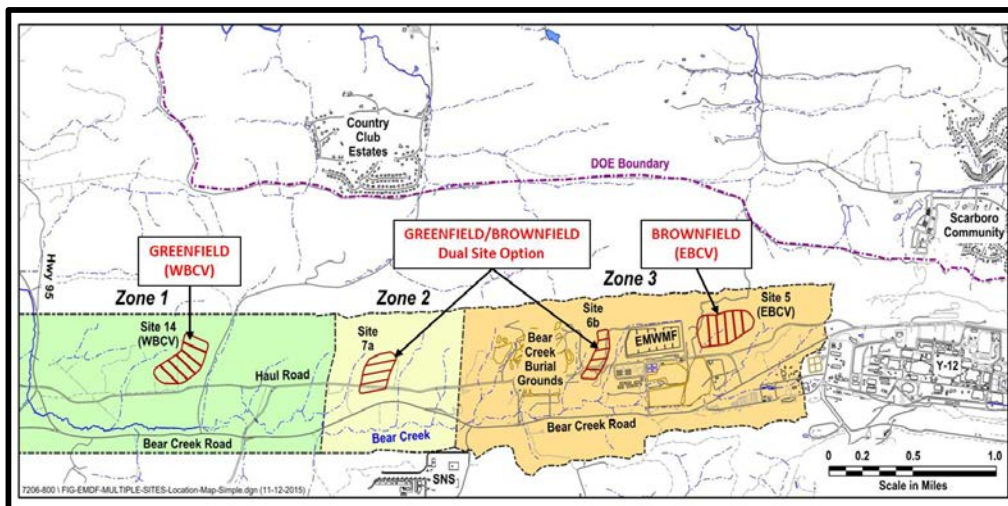 Country
Club
Estates
DOE Boundary
Scarboro
Community
GREENFIELD
(WBCV)
GREENFIELD/BROWNFIELD
Dual Site Option
BROWNFIELD
(EBCV)
Hwy 95
Zone 1
Zone 2
Zone 3
Site 14
(WBCV)
Site
7a
Site
6b
Site 5
(EBCV)
EMWMF
Bear
Creek
Burial
Grounds
Haul Road
Y-12
Bear Creek Road
Bear Creek
Bear Creek Road
SNS
0 0.2 0.5 1.0
Scale in Miles
7206-800 \ FIG-EMDF-MULTIPLE-SITES-Location-Map-Simple.dgn (11-12-2015)